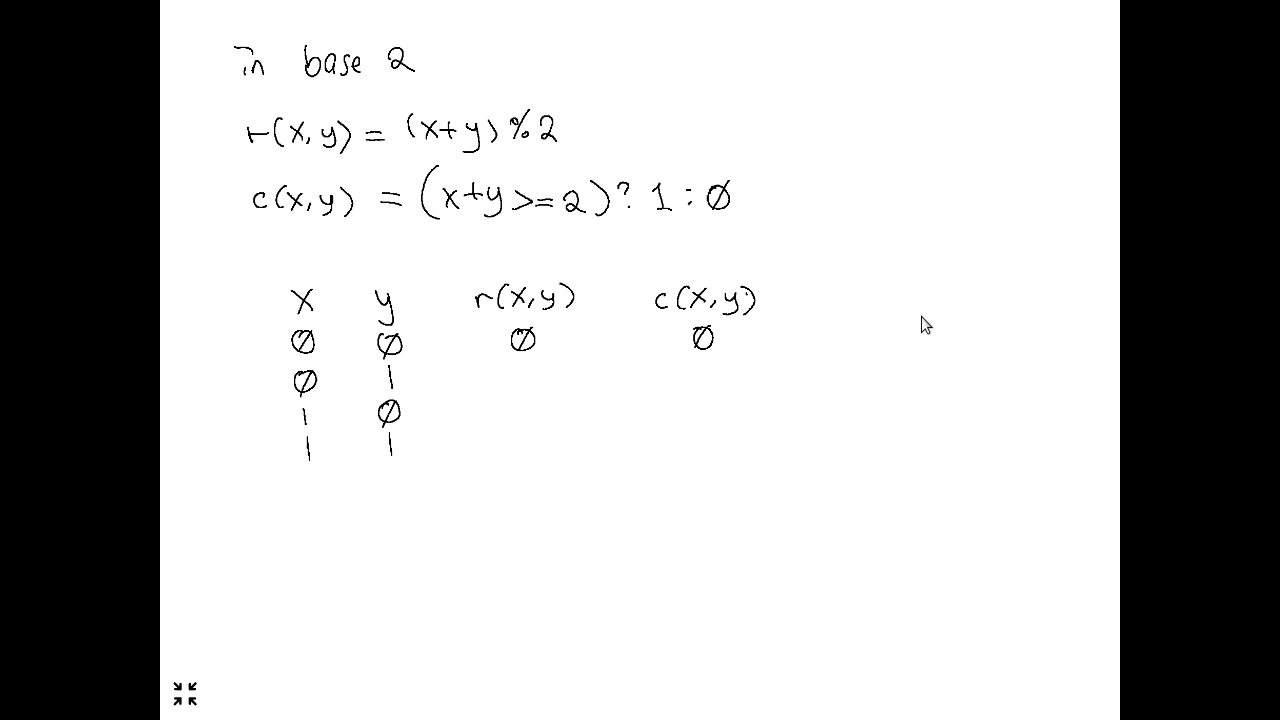 in base 2
r(x,y) = (x+y)%2
c(x,y) = (x+y>=2)? 1 : 0
x y r(x,y) c(x,y)
0 0 0 0
0 1
1 0
1 1